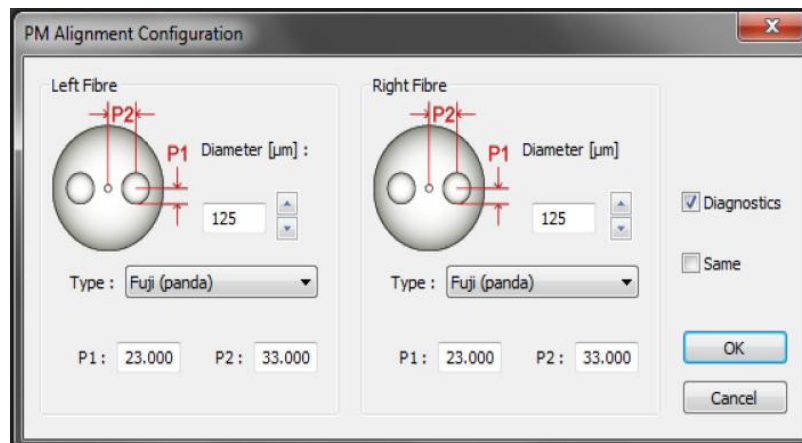 PM Alignment Configuration
x
Left Fibre
P2
P1
Diameter [µm] :
125
Type :
Fuji (panda)
P1 :
23.000
P2 :
33.000
Right Fibre
P2
P1
Diameter [µm]
125
Type :
Fuji (panda)
P1 :
23.000
P2 :
33.000
Diagnostics
Same
OK
Cancel